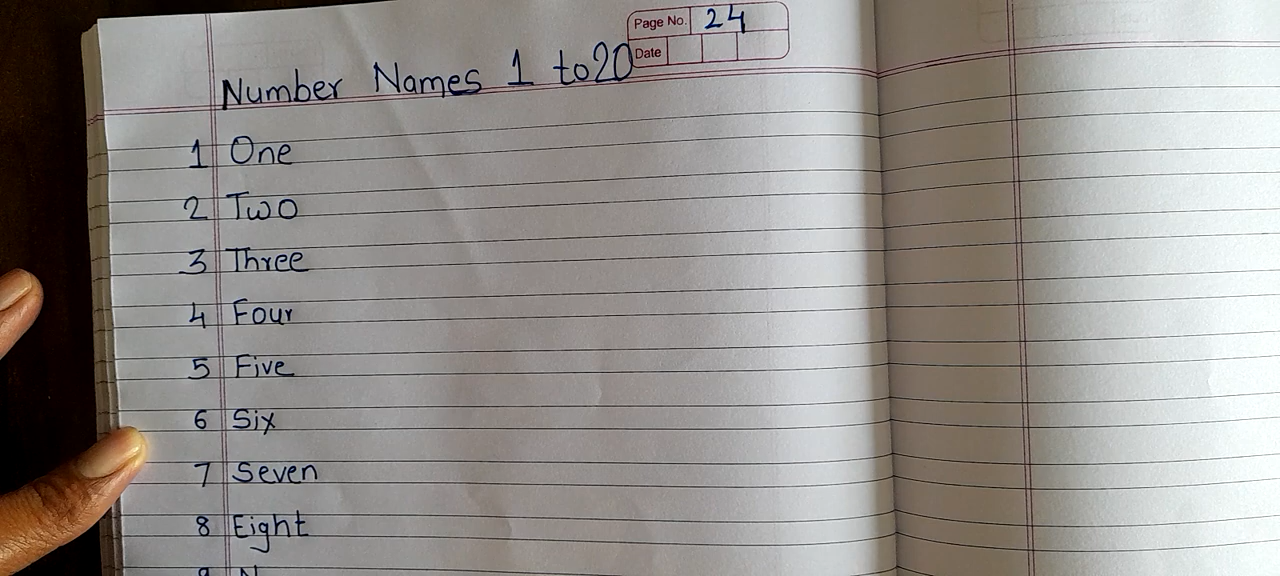 Page No. 24
Date
Number Names 1 to 20
1 One
2 Two
3 Three
4 Four
5 Five
6 Six
7 Seven
8 Eight